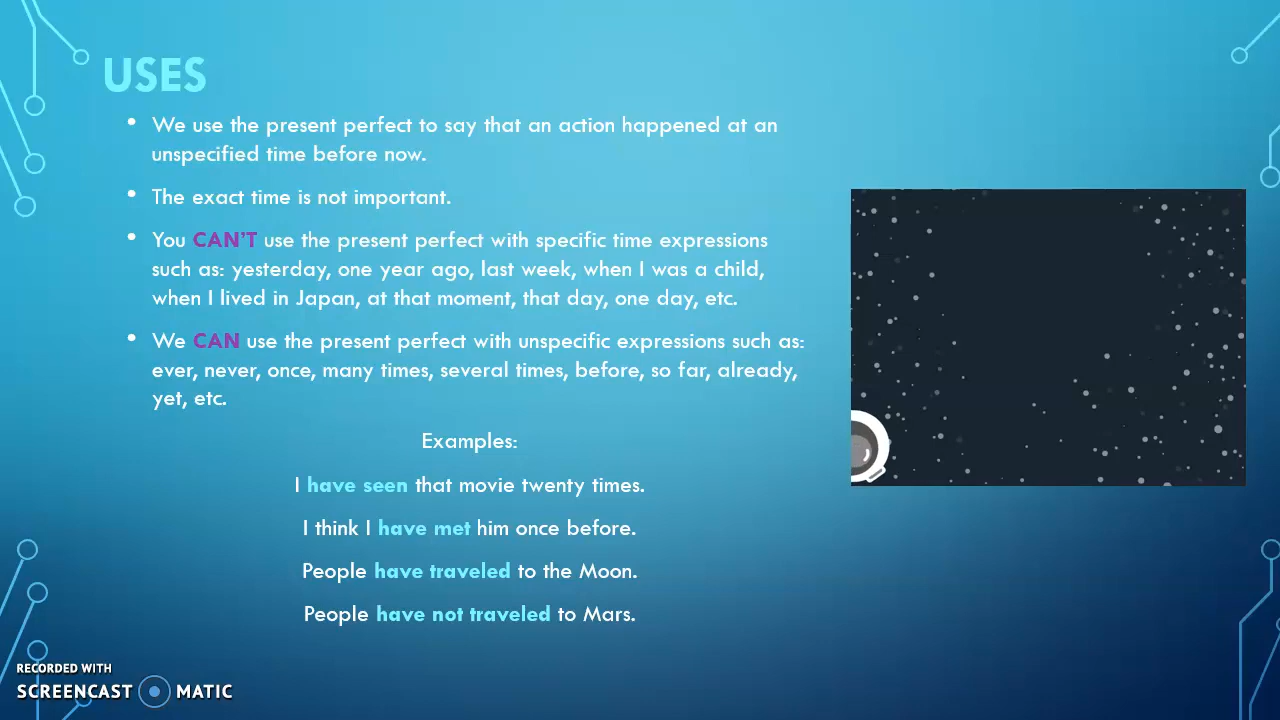 USES
• We use the present perfect to say that an action happened at an
unspecified time before now.
• The exact time is not important.
• You CAN'T use the present perfect with specific time expressions
such as: yesterday, one year ago, last week, when I was a child,
when I lived in Japan, at that moment, that day, one day, etc.
• We CAN use the present perfect with unspecific expressions such as:
ever, never, once, many times, several times, before, so far, already,
yet, etc.
Examples:
I have seen that movie twenty times.
I think I have met him once before.
People have traveled to the Moon.
People have not traveled to Mars.
RECORDED WITH
SCREENCAST MATIC